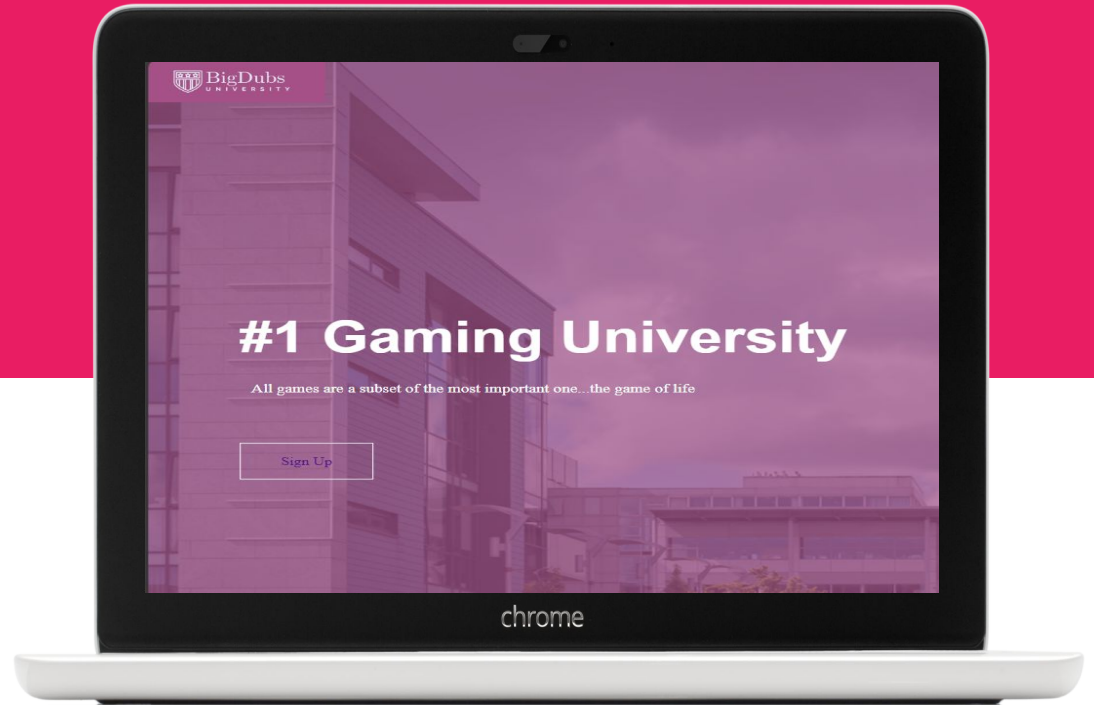 BigDubs
UNIVERSITY
#1 Gaming University
All games are a subset of the most important one...the game of life
Sign Up
chrome